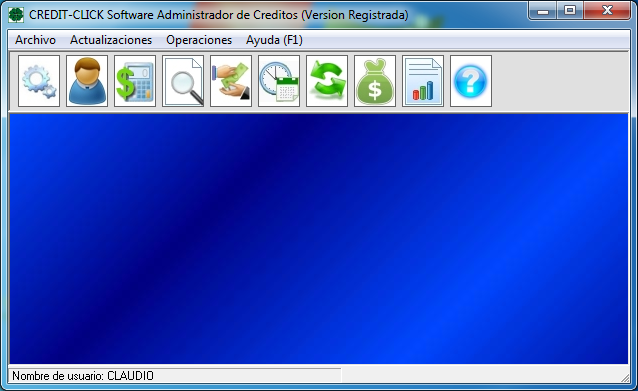 CREDIT-CLICK Software Administrador de Creditos (Version Registrada)
Archivo Actualizaciones Operaciones Ayuda (F1)
$ $ ?
Nombre de usuario: CLAUDIO